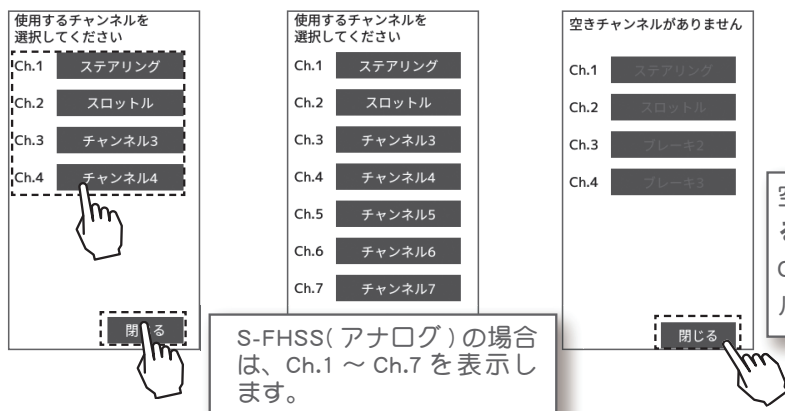 使用するチャンネルを
選択してください
Ch.1 ステアリング
Ch.2 スロットル
Ch.3 チャンネル3
Ch.4 チャンネル4
閉じる
使用するチャンネルを
選択してください
Ch.1 ステアリング
Ch.2 スロットル
Ch.3 チャンネル3
Ch.4 チャンネル4
Ch.5 チャンネル5
Ch.6 チャンネル6
Ch.7 チャンネル7
S-FHSS(アナログ)の場合
は、Ch.1 ～ Ch.7 を表示し
ます。
空きチャンネルがありません
Ch.1 ステアリング
Ch.2 スロットル
Ch.3 ブレーキ2
Ch.4 ブレーキ3
閉じる